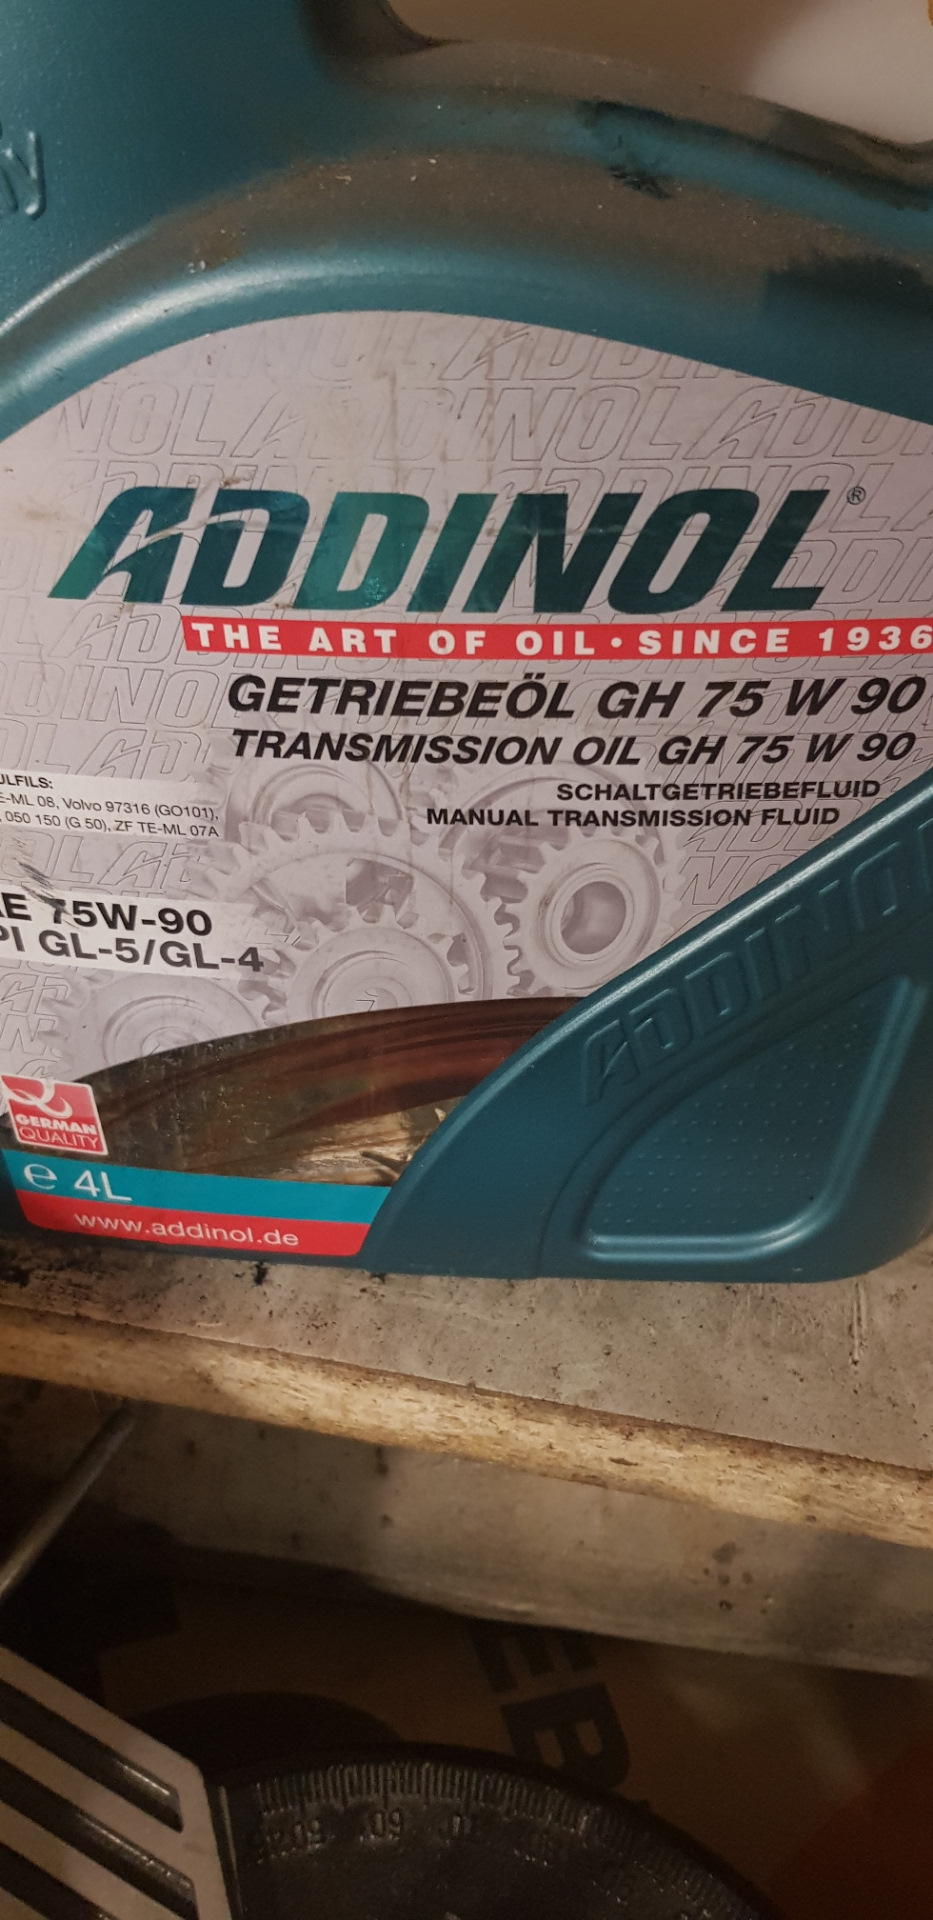 ADDINOL®
THE ART OF OIL • SINCE 1936
GETRIEBEÖL GH 75 W 90
TRANSMISSION OIL GH 75 W 90
SCHALTGETRIEBEFLUID
MANUAL TRANSMISSION FLUID
ULFILS:
E-ML 08, Volvo 97316 (GO101),
050 150 (G 50), ZF TE-ML 07A
AE 75W-90
PI GL-5/GL-4
ADDINOL
GERMAN
QUALITY
e 4L
www.addinol.de
60